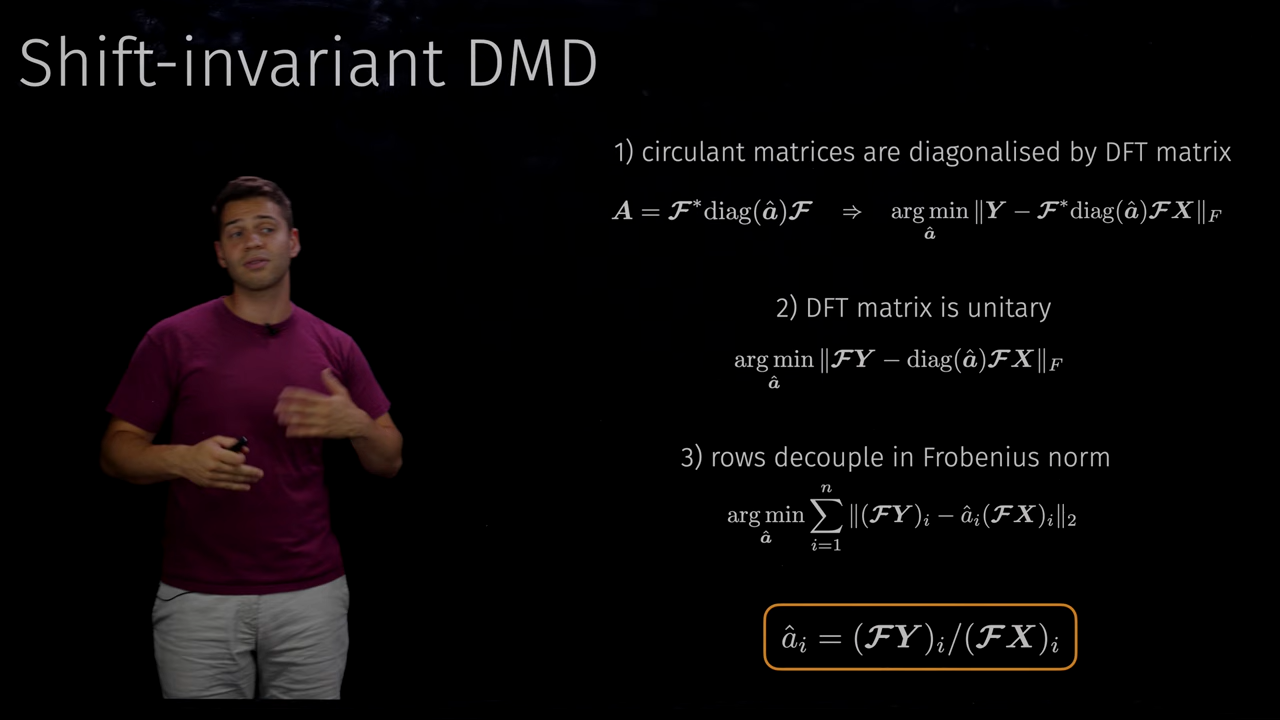 Shift-invariant DMD
1) circulant matrices are diagonalised by DFT matrix
A = 𝓕*diag(â)𝓕 ⇒ arg min_â ‖Y − 𝓕*diag(â)𝓕X‖_F
2) DFT matrix is unitary
arg min_â ‖𝓕Y − diag(â)𝓕X‖_F
3) rows decouple in Frobenius norm
arg min_â ∑_{i=1}^{n} ‖(𝓕Y)_i − â_i(𝓕X)_i‖_2
â_i = (𝓕Y)_i/(𝓕X)_i